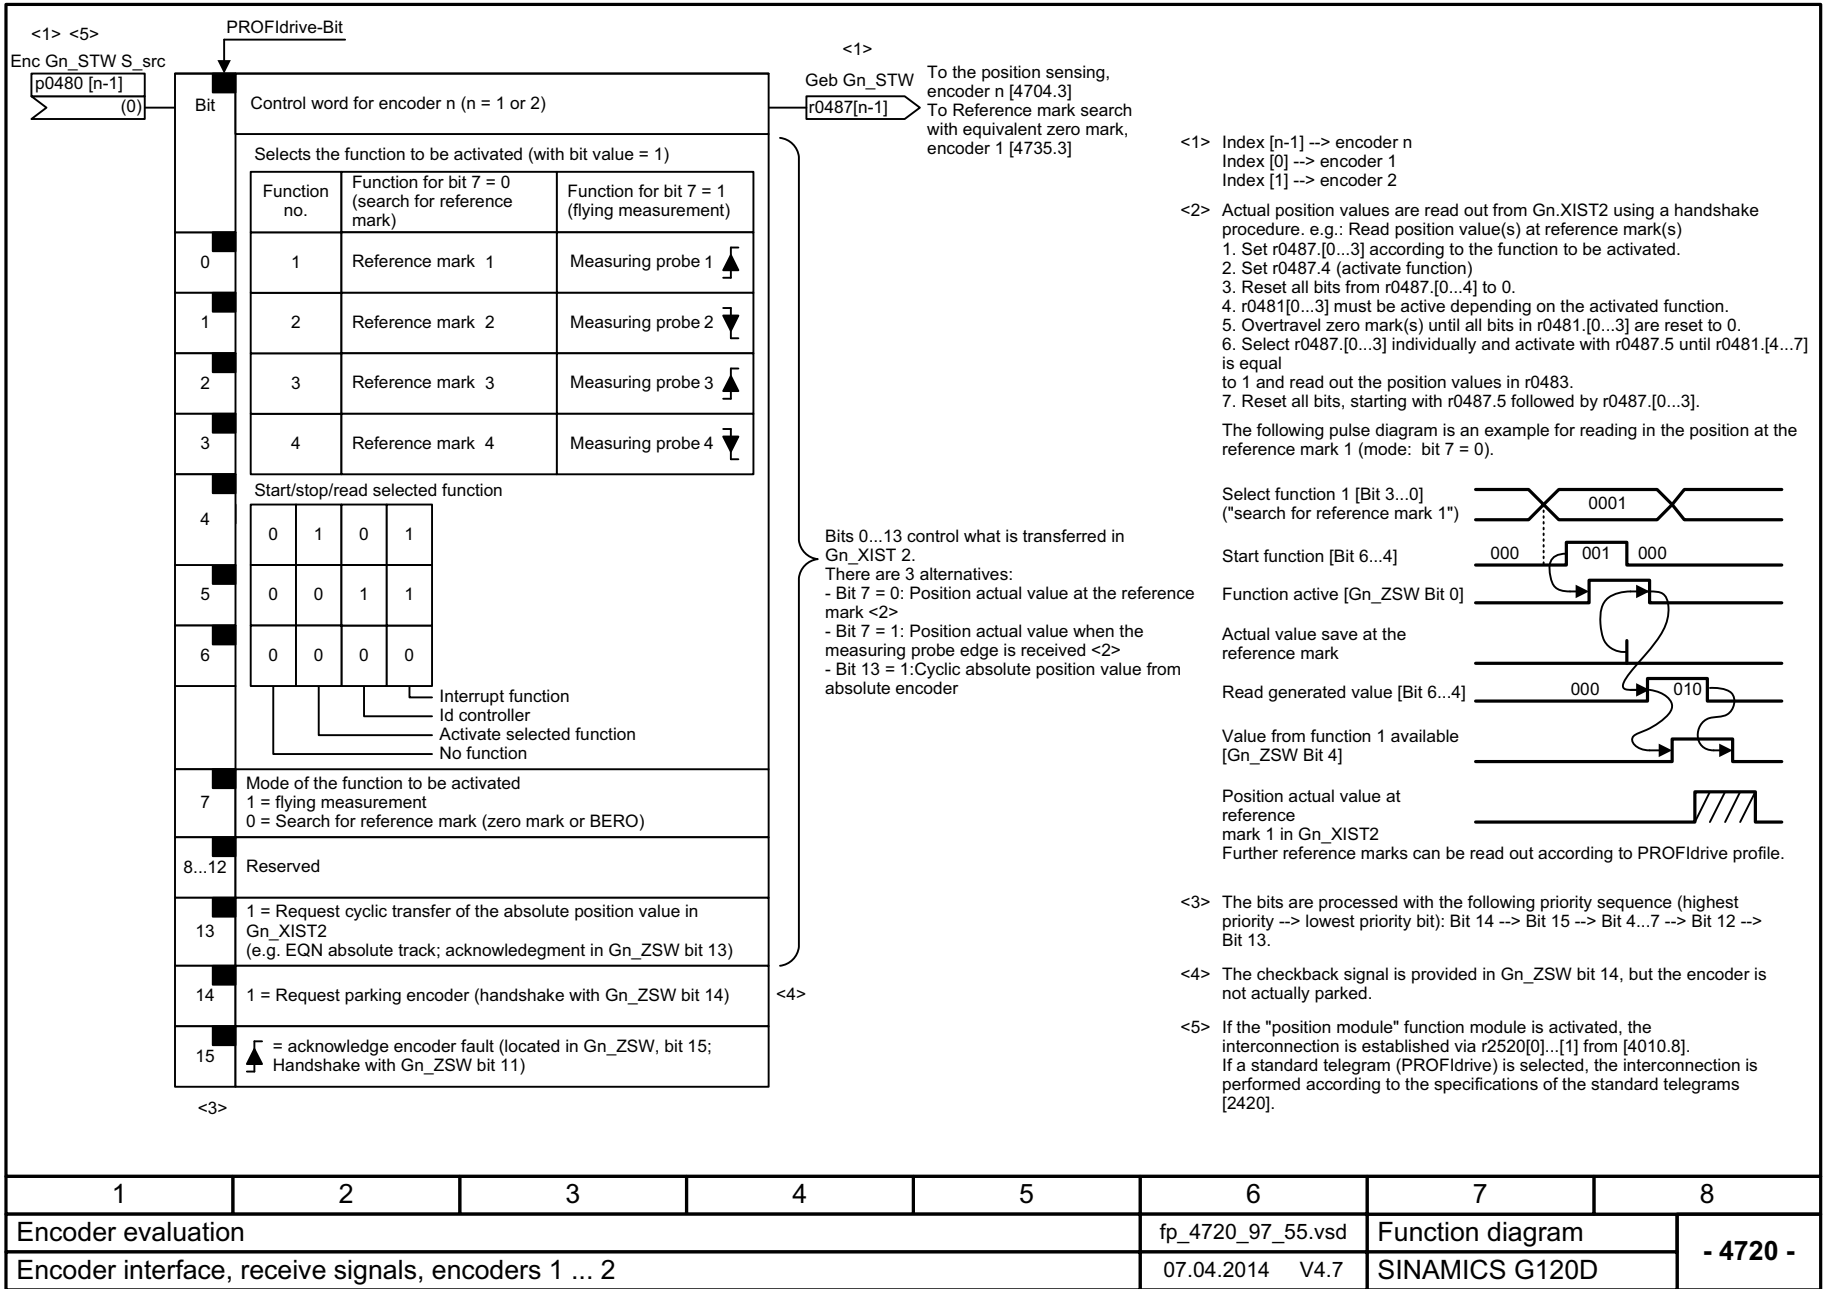 <1> <5>
PROFIdrive-Bit
Enc Gn_STW S_src
p0480 [n-1]
(0)
Bit
Control word for encoder n (n = 1 or 2)
<1>
Geb Gn_STW
r0487[n-1]
To the position sensing,
encoder n [4704.3]
To Reference mark search
with equivalent zero mark,
encoder 1 [4735.3]
Selects the function to be activated (with bit value = 1)
Function
no.
Function for bit 7 = 0
(search for reference
mark)
Function for bit 7 = 1
(flying measurement)
0
1
Reference mark 1
Measuring probe 1
1
2
Reference mark 2
Measuring probe 2
2
3
Reference mark 3
Measuring probe 3
3
4
Reference mark 4
Measuring probe 4
Start/stop/read selected function
4
0 1 0 1
5
0 0 1 1
6
0 0 0 0
Interrupt function
Id controller
Activate selected function
No function
7
Mode of the function to be activated
1 = flying measurement
0 = Search for reference mark (zero mark or BERO)
8...12
Reserved
13
1 = Request cyclic transfer of the absolute position value in
Gn_XIST2
(e.g. EQN absolute track; acknowledegment in Gn_ZSW bit 13)
14
1 = Request parking encoder (handshake with Gn_ZSW bit 14)
<4>
15
= acknowledge encoder fault (located in Gn_ZSW, bit 15;
Handshake with Gn_ZSW bit 11)
<3>
Bits 0...13 control what is transferred in
Gn_XIST 2.
There are 3 alternatives:
- Bit 7 = 0: Position actual value at the reference
mark <2>
- Bit 7 = 1: Position actual value when the
measuring probe edge is received <2>
- Bit 13 = 1:Cyclic absolute position value from
absolute encoder
<1> Index [n-1] --> encoder n
Index [0] --> encoder 1
Index [1] --> encoder 2
<2> Actual position values are read out from Gn.XIST2 using a handshake
procedure. e.g.: Read position value(s) at reference mark(s)
1. Set r0487.[0...3] according to the function to be activated.
2. Set r0487.4 (activate function)
3. Reset all bits from r0487.[0...4] to 0.
4. r0481[0...3] must be active depending on the activated function.
5. Overtravel zero mark(s) until all bits in r0481.[0...3] are reset to 0.
6. Select r0487.[0...3] individually and activate with r0487.5 until r0481.[4...7]
is equal
to 1 and read out the position values in r0483.
7. Reset all bits, starting with r0487.5 followed by r0487.[0...3].
The following pulse diagram is an example for reading in the position at the
reference mark 1 (mode: bit 7 = 0).
Select function 1 [Bit 3...0]
("search for reference mark 1")
0001
Start function [Bit 6...4]
000 001 000
Function active [Gn_ZSW Bit 0]
Actual value save at the
reference mark
Read generated value [Bit 6...4]
000 010
Value from function 1 available
[Gn_ZSW Bit 4]
Position actual value at
reference
mark 1 in Gn_XIST2
Further reference marks can be read out according to PROFIdrive profile.
<3> The bits are processed with the following priority sequence (highest
priority --> lowest priority bit): Bit 14 --> Bit 15 --> Bit 4...7 --> Bit 12 -->
Bit 13.
<4> The checkback signal is provided in Gn_ZSW bit 14, but the encoder is
not actually parked.
<5> If the "position module" function module is activated, the
interconnection is established via r2520[0]...[1] from [4010.8].
If a standard telegram (PROFIdrive) is selected, the interconnection is
performed according to the specifications of the standard telegrams
[2420].
1 2 3 4 5 6 7 8
Encoder evaluation
fp_4720_97_55.vsd
Function diagram
- 4720 -
Encoder interface, receive signals, encoders 1 ... 2
07.04.2014 V4.7
SINAMICS G120D